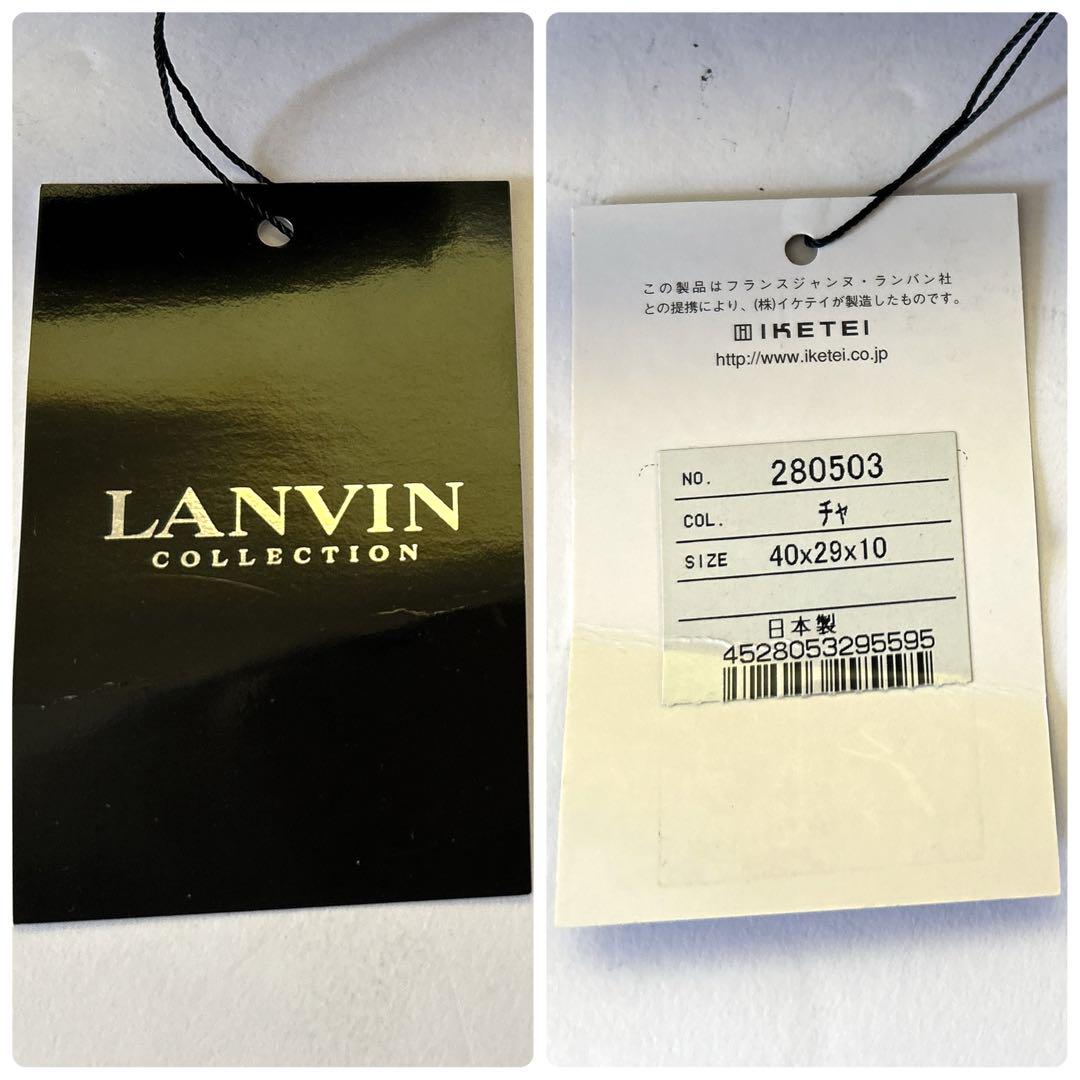 LANVIN
COLLECTION
この製品はフランスジャンヌ・ランバン社
との提携により、(株)イケテイが製造したものです。
IKETEI
http://www.iketei.co.jp
NO. 280503
COL. チャ
SIZE 40x29x10
日本製
4528053295595